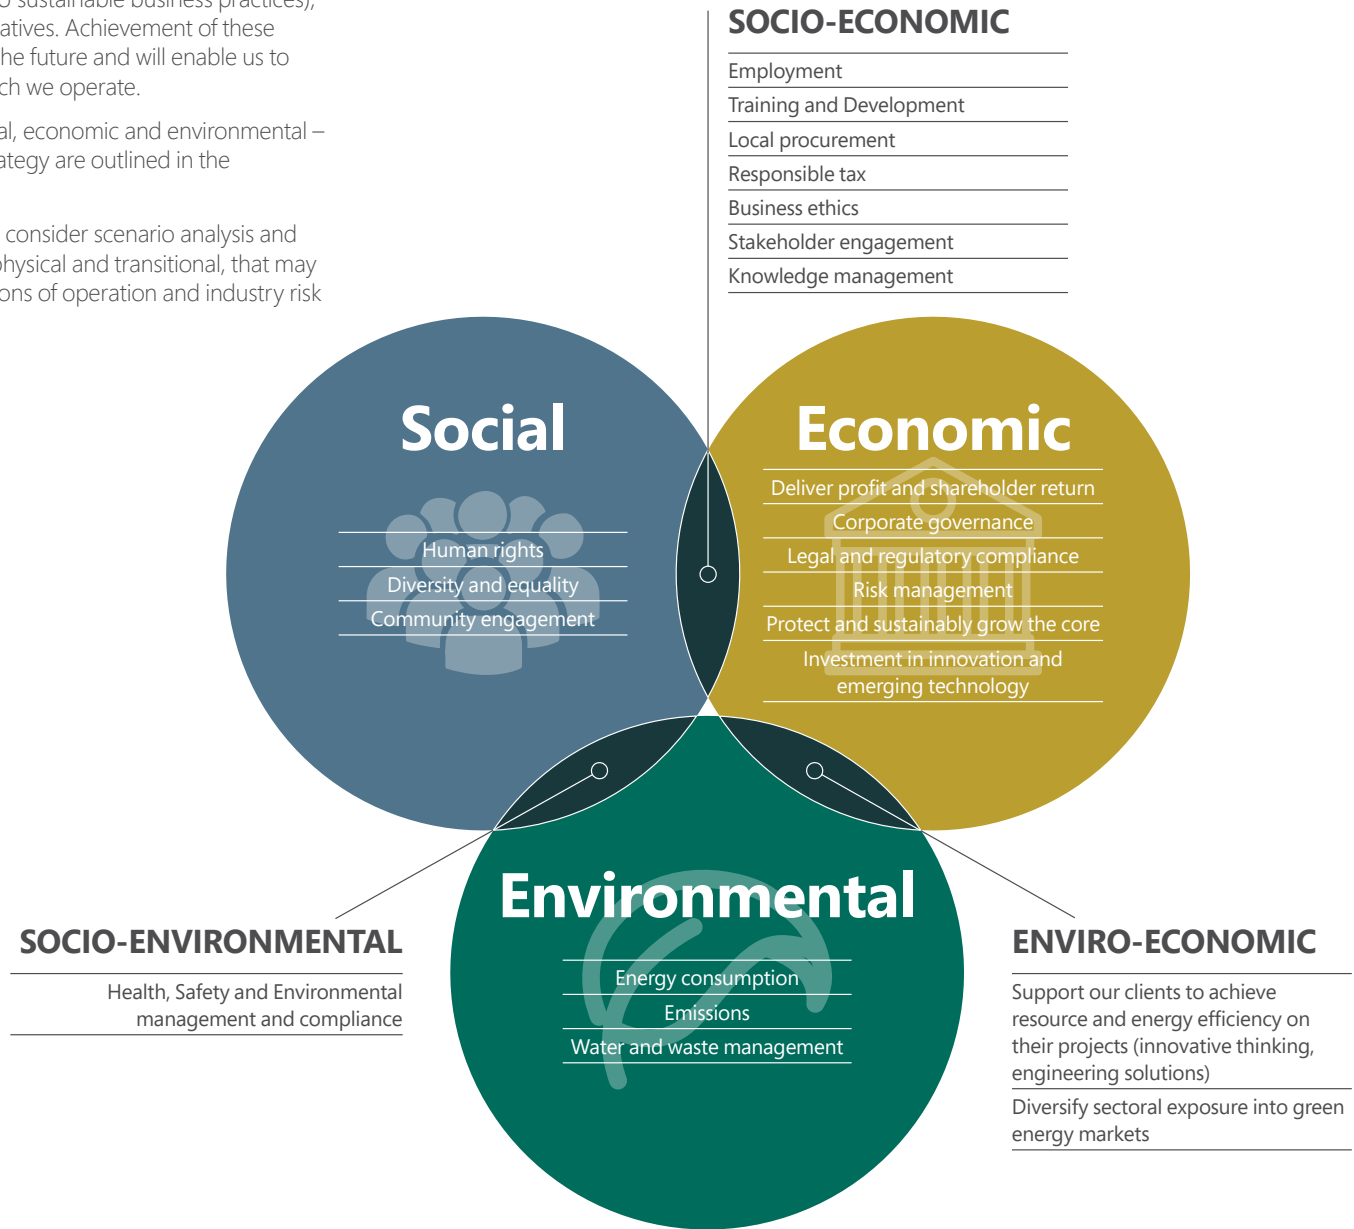 sustainable business practices),
atives. Achievement of these
he future and will enable us to
ch we operate.
al, economic and environmental –
ategy are outlined in the
consider scenario analysis and
physical and transitional, that may
ons of operation and industry risk
SOCIO-ECONOMIC
Employment
Training and Development
Local procurement
Responsible tax
Business ethics
Stakeholder engagement
Knowledge management
Social
Human rights
Diversity and equality
Community engagement
Economic
Deliver profit and shareholder return
Corporate governance
Legal and regulatory compliance
Risk management
Protect and sustainably grow the core
Investment in innovation and
emerging technology
Environmental
Energy consumption
Emissions
Water and waste management
SOCIO-ENVIRONMENTAL
Health, Safety and Environmental
management and compliance
ENVIRO-ECONOMIC
Support our clients to achieve
resource and energy efficiency on
their projects (innovative thinking,
engineering solutions)
Diversify sectoral exposure into green
energy markets